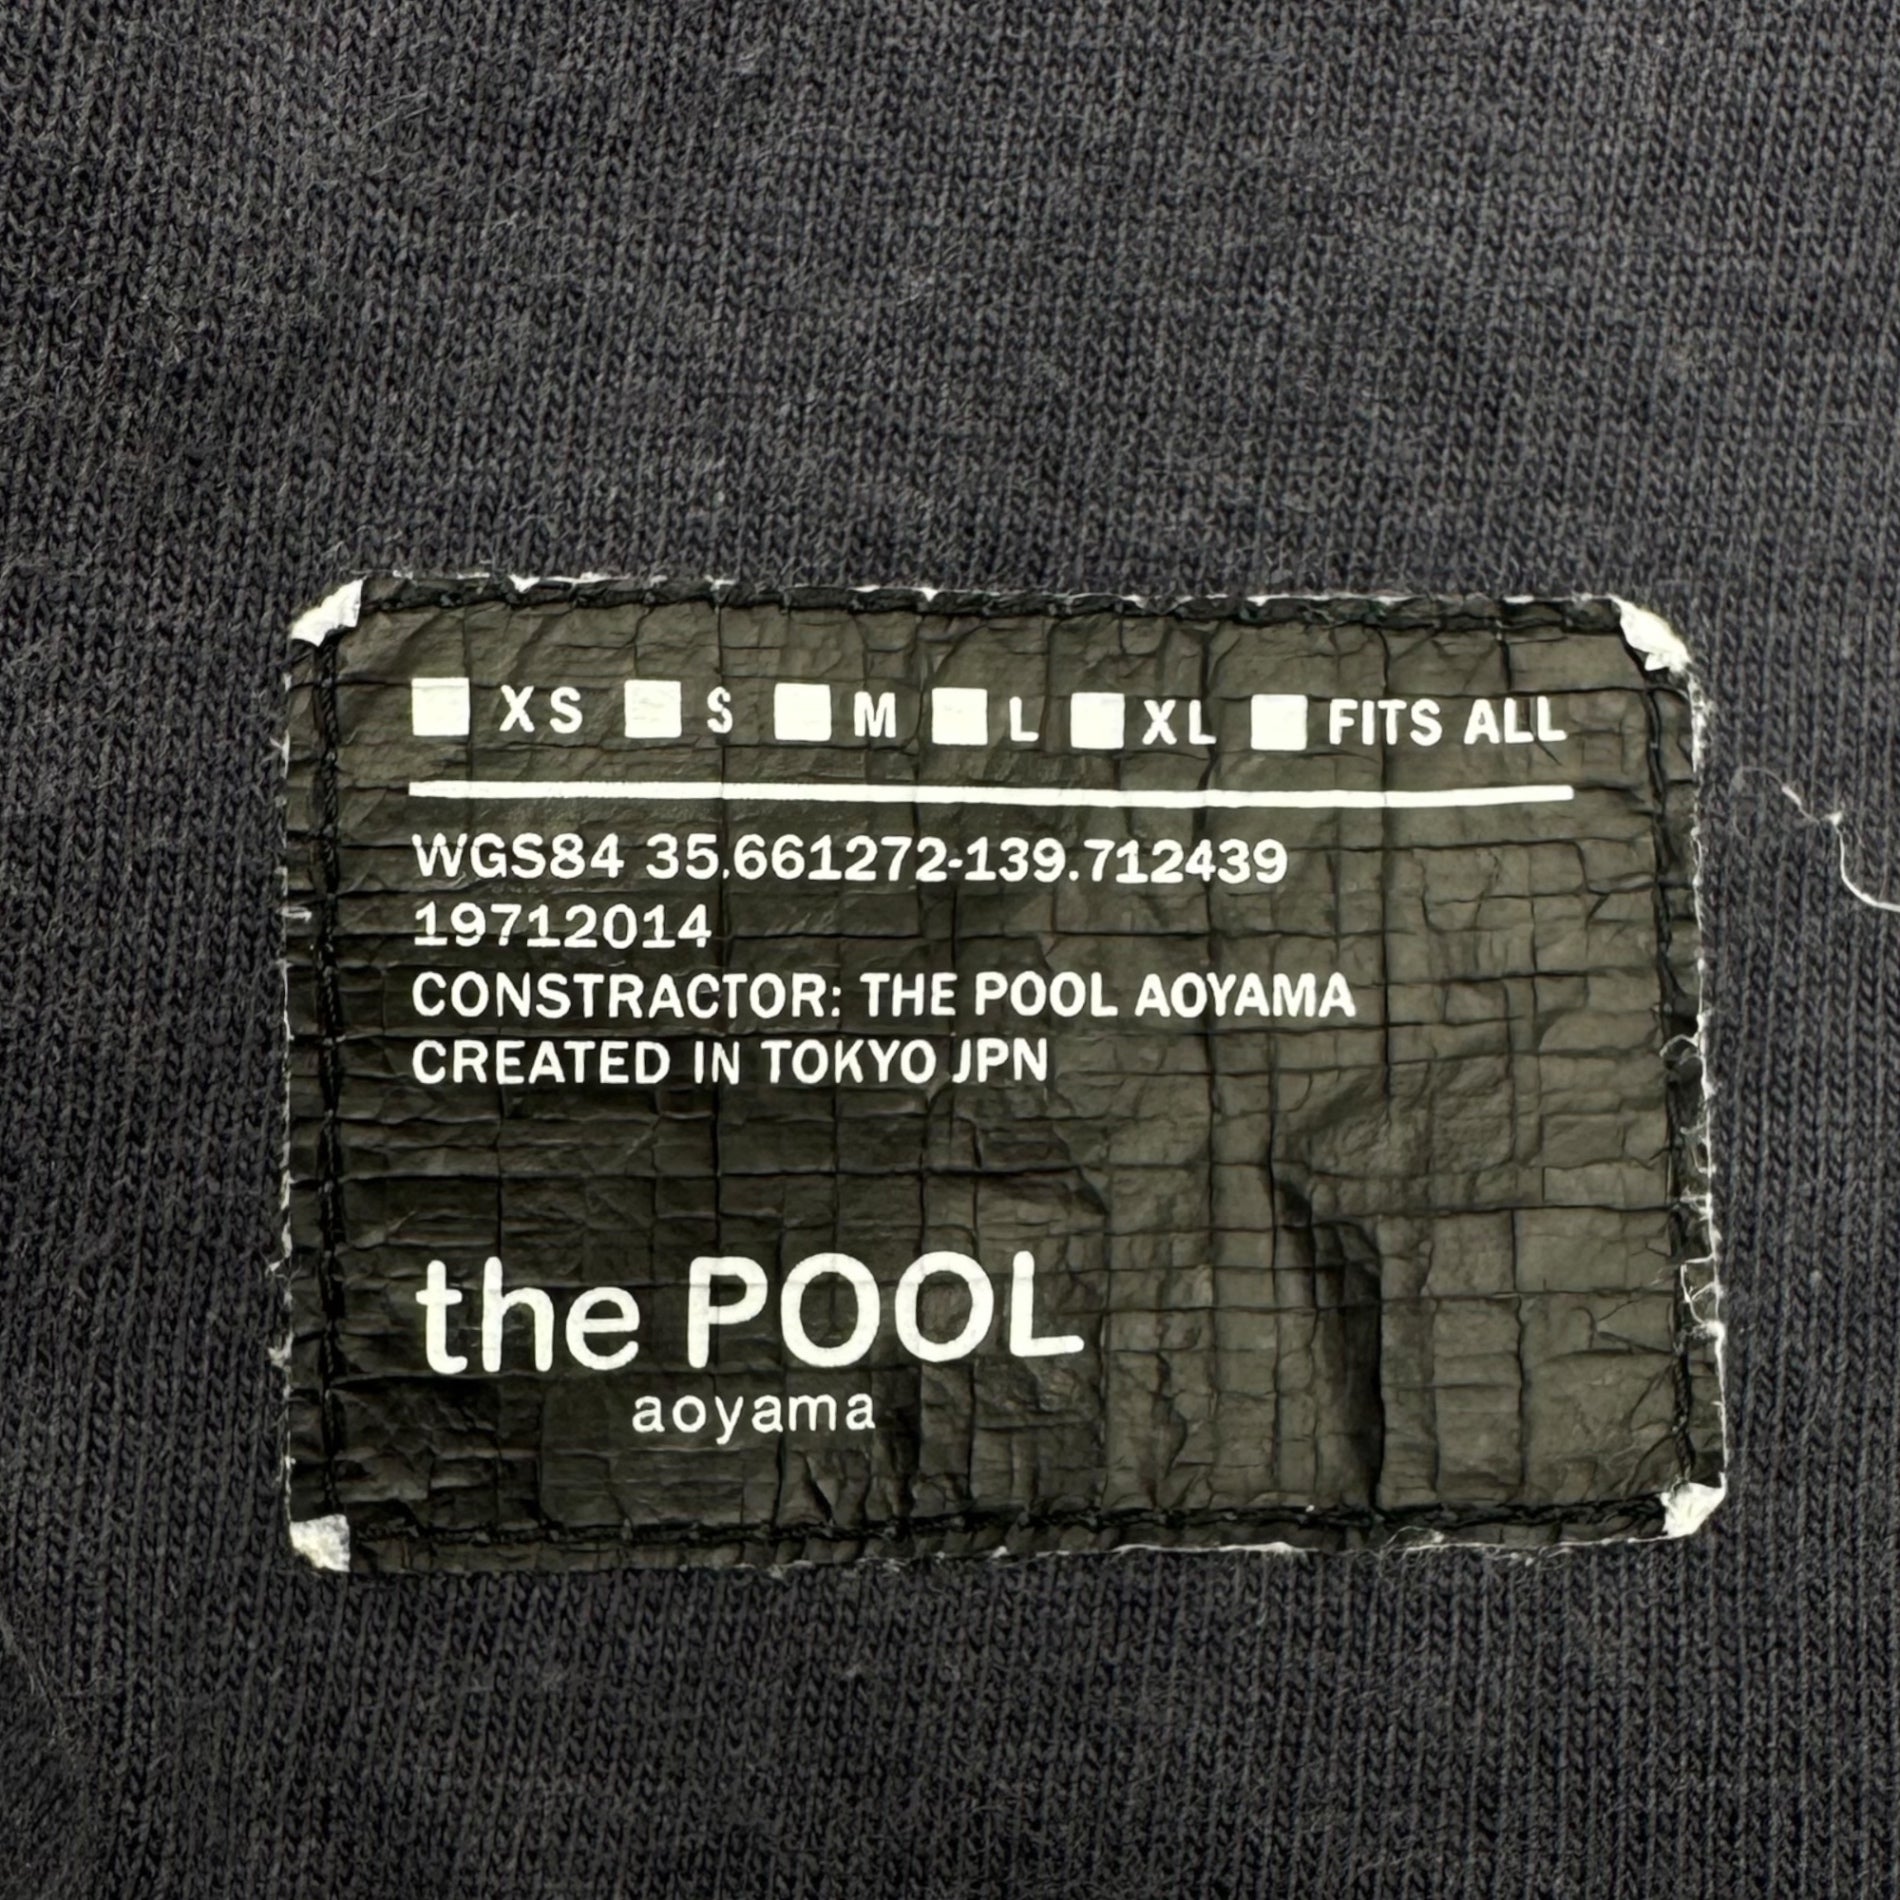 XS S M L XL FITS ALL
WGS84 35.661272-139.712439
19712014
CONSTRACTOR: THE POOL AOYAMA
CREATED IN TOKYO JPN
the POOL
aoyama